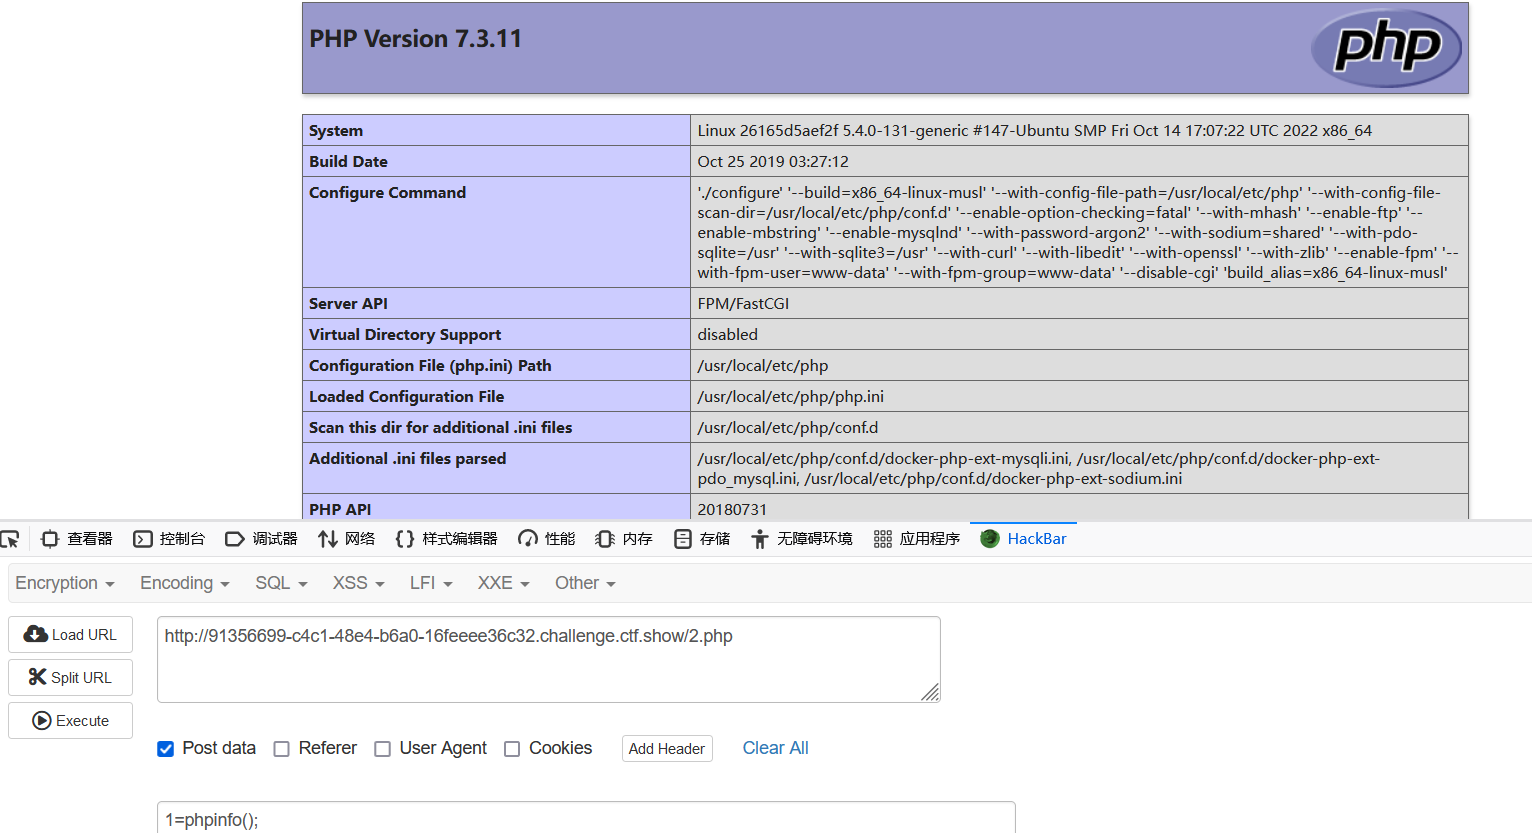 PHP Version 7.3.11
php
System Linux 26165d5aef2f 5.4.0-131-generic #147-Ubuntu SMP Fri Oct 14 17:07:22 UTC 2022 x86_64
Build Date Oct 25 2019 03:27:12
Configure Command './configure' '--build=x86_64-linux-musl' '--with-config-file-path=/usr/local/etc/php' '--with-config-file-
scan-dir=/usr/local/etc/php/conf.d' '--enable-option-checking=fatal' '--with-mhash' '--enable-ftp' '--
enable-mbstring' '--enable-mysqlnd' '--with-password-argon2' '--with-sodium=shared' '--with-pdo-
sqlite=/usr' '--with-sqlite3=/usr' '--with-curl' '--with-libedit' '--with-openssl' '--with-zlib' '--enable-fpm' '--
with-fpm-user=www-data' '--with-fpm-group=www-data' '--disable-cgi' 'build_alias=x86_64-linux-musl'
Server API FPM/FastCGI
Virtual Directory Support disabled
Configuration File (php.ini) Path /usr/local/etc/php
Loaded Configuration File /usr/local/etc/php/php.ini
Scan this dir for additional .ini files /usr/local/etc/php/conf.d
Additional .ini files parsed /usr/local/etc/php/conf.d/docker-php-ext-mysqli.ini, /usr/local/etc/php/conf.d/docker-php-ext-
pdo_mysql.ini, /usr/local/etc/php/conf.d/docker-php-ext-sodium.ini
PHP API 20180731
查看器 控制台 调试器 网络 样式编辑器 性能 内存 存储 无障碍环境 应用程序 HackBar
Encryption Encoding SQL XSS LFI XXE Other
Load URL http://91356699-c4c1-48e4-b6a0-16feeee36c32.challenge.ctf.show/2.php
Split URL
Execute
Post data Referer User Agent Cookies Add Header Clear All
1=phpinfo();